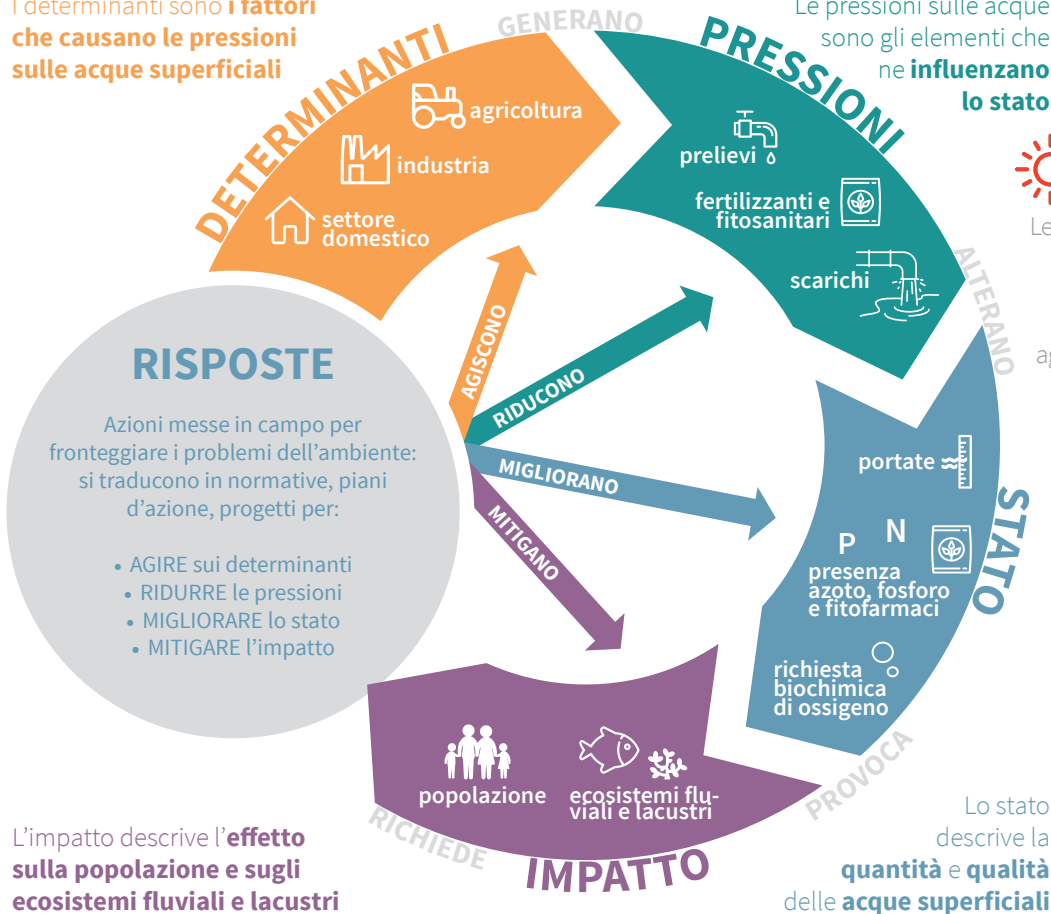 I determinanti sono i fattori
che causano le pressioni
sulle acque superficiali
GENERANO
Le pressioni sulle acque
sono gli elementi che
ne influenzano
lo stato
DETERMINANTI
agricoltura
industria
settore
domestico
PRESSIONI
prelievi
fertilizzanti e
fitosanitari
scarichi
Le
ALTERANO
RISPOSTE
Azioni messe in campo per
fronteggiare i problemi dell'ambiente:
si traducono in normative, piani
d'azione, progetti per:
• AGIRE sui determinanti
• RIDURRE le pressioni
• MIGLIORARE lo stato
• MITIGARE l'impatto
AGISCONO
RIDUCONO
MIGLIORANO
MITIGANO
portate
P N
presenza
azoto, fosforo
e fitofarmaci
richiesta
biochimica
di ossigeno
STATO
PROVOCA
popolazione
ecosistemi flu-
viali e lacustri
RICHIEDE
IMPATTO
L'impatto descrive l'effetto
sulla popolazione e sugli
ecosistemi fluviali e lacustri
Lo stato
descrive la
quantità e qualità
delle acque superficiali